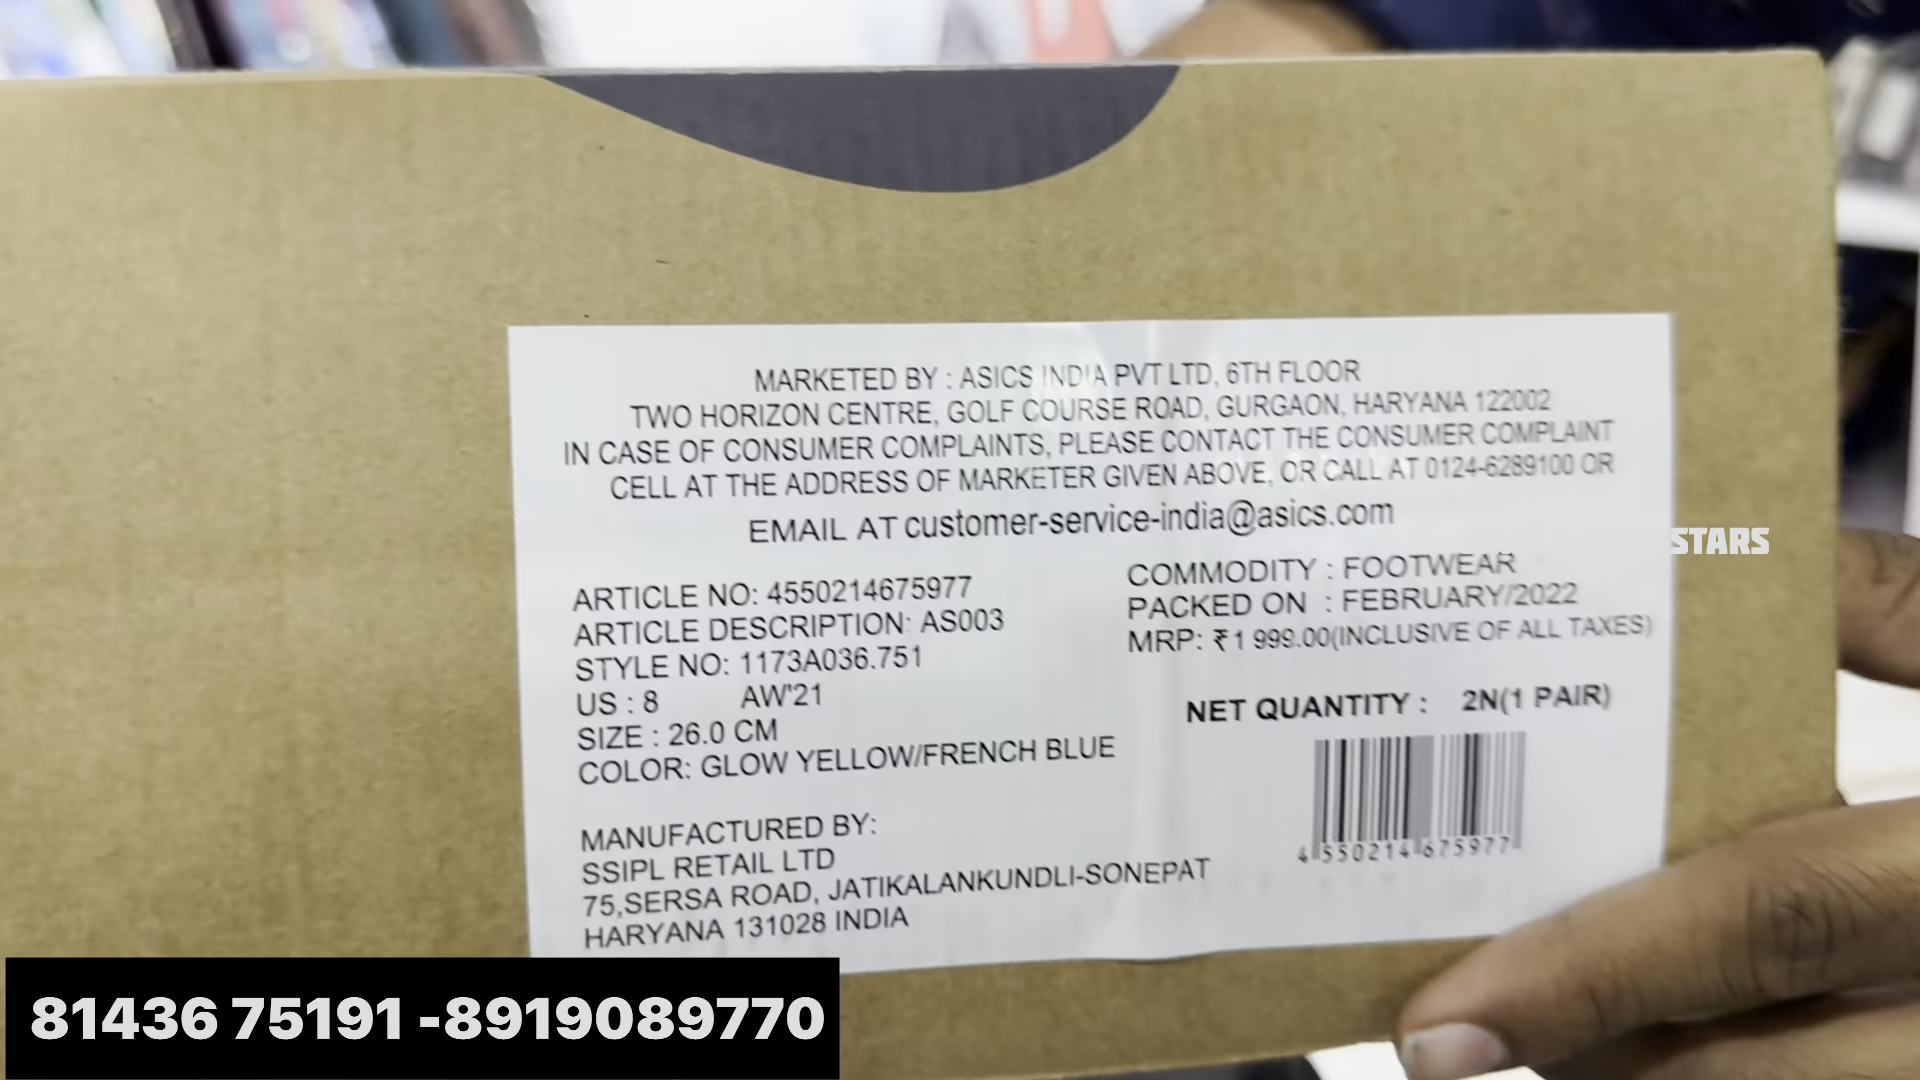 MARKETED BY : ASICS INDIA PVT LTD, 6TH FLOOR
TWO HORIZON CENTRE, GOLF COURSE ROAD, GURGAON, HARYANA 122002
IN CASE OF CONSUMER COMPLAINTS, PLEASE CONTACT THE CONSUMER COMPLAINT
CELL AT THE ADDRESS OF MARKETER GIVEN ABOVE, OR CALL AT 0124-6289100 OR
EMAIL AT customer-service-india@asics.com
STARS
ARTICLE NO: 4550214675977
ARTICLE DESCRIPTION: AS003
STYLE NO: 1173A036.751
US : 8 AW'21
SIZE : 26.0 CM
COLOR: GLOW YELLOW/FRENCH BLUE
COMMODITY : FOOTWEAR
PACKED ON : FEBRUARY/2022
MRP: ₹1 999.00(INCLUSIVE OF ALL TAXES)
NET QUANTITY : 2N(1 PAIR)
4 550214 675977
MANUFACTURED BY:
SSIPL RETAIL LTD
75,SERSA ROAD, JATIKALANKUNDLI-SONEPAT
HARYANA 131028 INDIA
81436 75191 -8919089770